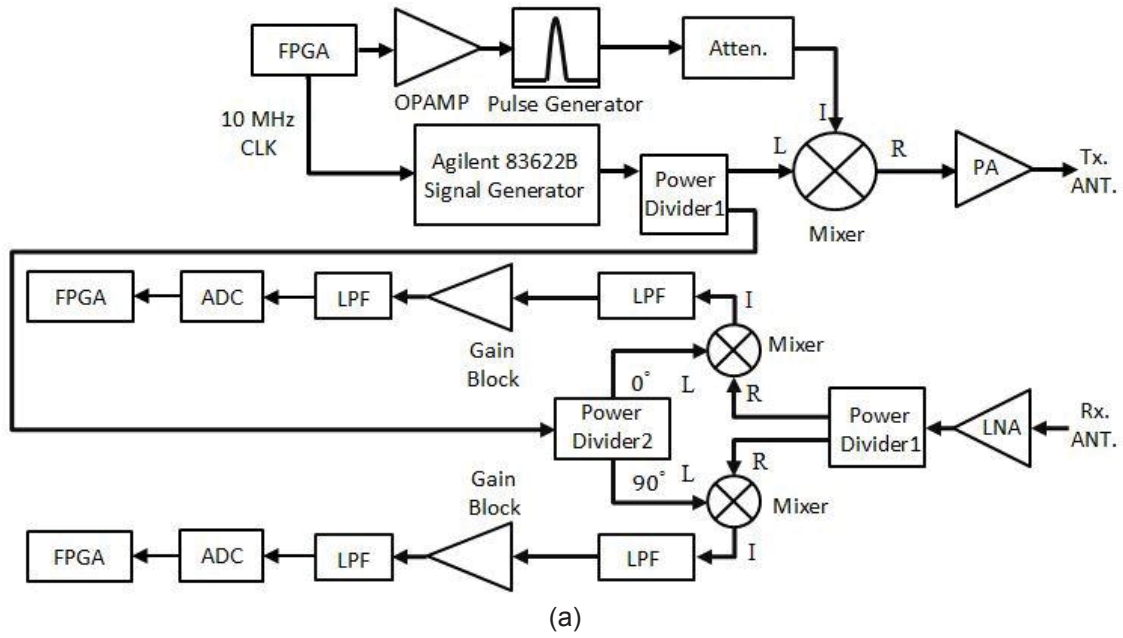 FPGA
OPAMP
Pulse Generator
Atten.
10 MHz
CLK
Agilent 83622B
Signal Generator
Power
Divider1
L
I
R
Mixer
PA
Tx.
ANT.
FPGA
ADC
LPF
Gain
Block
LPF
I
Mixer
0°
L
R
Power
Divider2
Power
Divider1
LNA
Rx.
ANT.
90°
L
R
Mixer
I
Gain
Block
FPGA
ADC
LPF
LPF
(a)